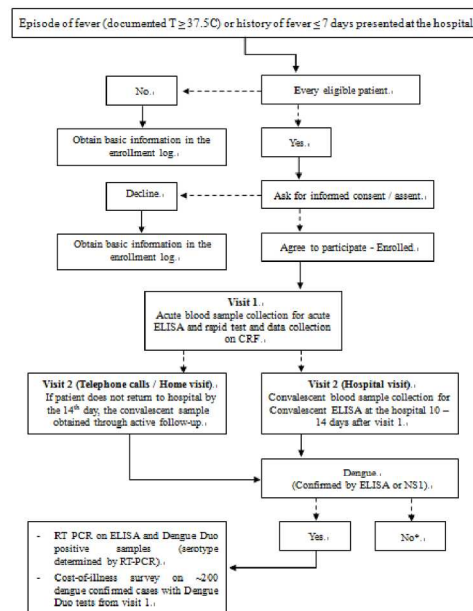 Episode of fever (documented T ≥ 37.5C) or history of fever ≤ 7 days presented at the hospital
No.
Every eligible patient.
Obtain basic information in the
enrollment log.
Yes.
Decline.
Ask for informed consent / assent.
Obtain basic information in the
enrollment log.
Agree to participate - Enrolled.
Visit 1.
Acute blood sample collection for acute
ELISA and rapid test and data collection
on CRF.
Visit 2 (Telephone calls / Home visit).
If patient does not return to hospital by
the 14th day, the convalescent sample
obtained through active follow-up.
Visit 2 (Hospital visit).
Convalescent blood sample collection for
Convalescent ELISA at the hospital 10 –
14 days after visit 1.
Dengue
(Confirmed by ELISA or NS1).
Yes.
No*.
- RT PCR on ELISA and Dengue Duo
positive samples (serotype
determined by RT-PCR).
- Cost-of-illness survey on ~200
dengue confirmed cases with Dengue
Duo tests from visit 1.